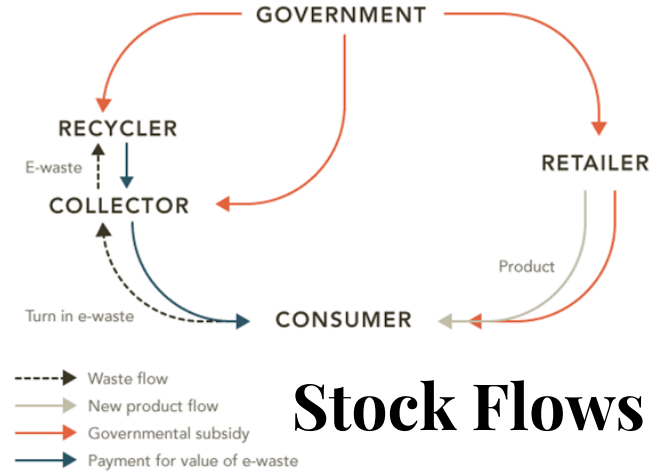 GOVERNMENT
RECYCLER
E-waste
RETAILER
COLLECTOR
Product
Turn in e-waste
CONSUMER
Waste flow
New product flow
Governmental subsidy
Payment for value of e-waste
Stock Flows